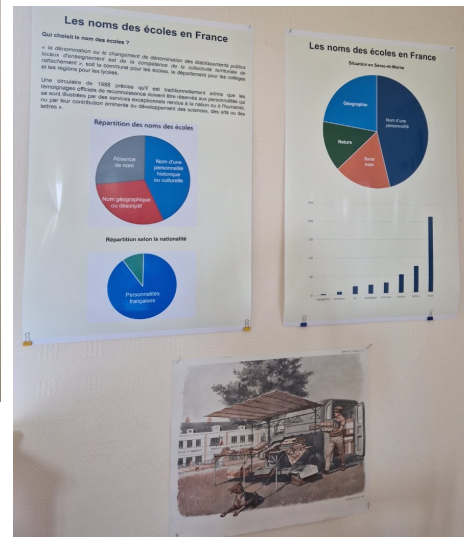 Les noms des écoles en France
Qui choisit le nom des écoles ?
« la dénomination ou le changement de dénomination des établissements publics
locaux d'enseignement est de la compétence de la collectivité territoriale de
rattachement », soit la commune pour les écoles, le département pour les collèges
et les régions pour les lycées.
Une circulaire de 1988 précise qu'il est traditionnellement admis que les
témoignages officiels de reconnaissance doivent être réservés aux personnalités qui
se sont illustrées par des services exceptionnels rendus à la nation ou à l'humanité,
ou par leur contribution éminente au développement des sciences, des arts ou des
lettres ».
Répartition des noms des écoles
Absence
de nom
Nom d'une
personnalité
historique
ou culturelle
Nom géographique
ou descriptif
Répartition selon la nationalité
Personnalités
françaises
Les noms des écoles en France
Situation en Seine-et-Marne
Géographie
Nom d'une
personnalité
Nature
Sans
nom